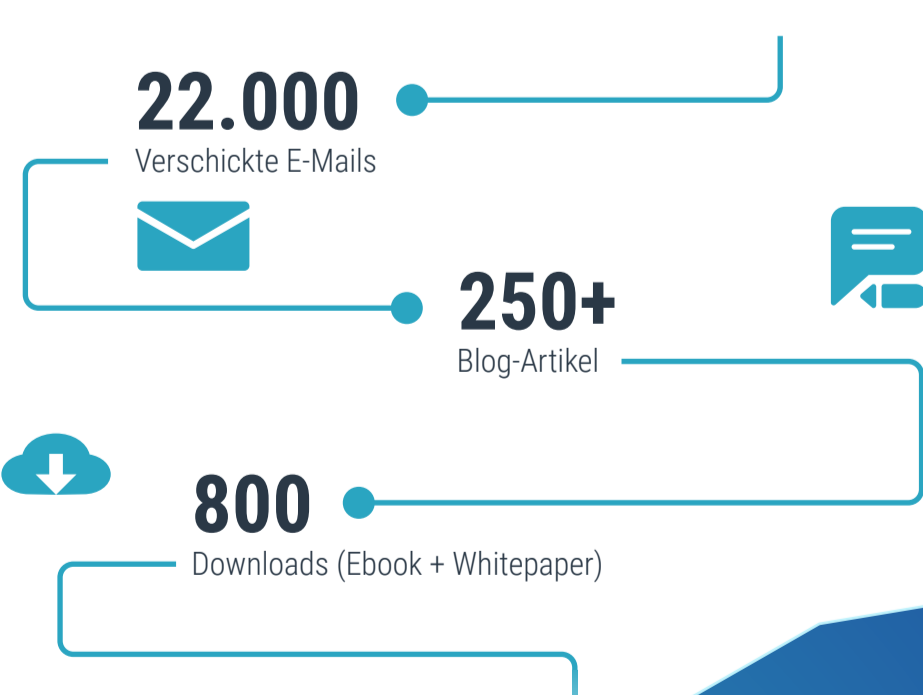 22.000
Verschickte E-Mails
250+
Blog-Artikel
800
Downloads (Ebook + Whitepaper)